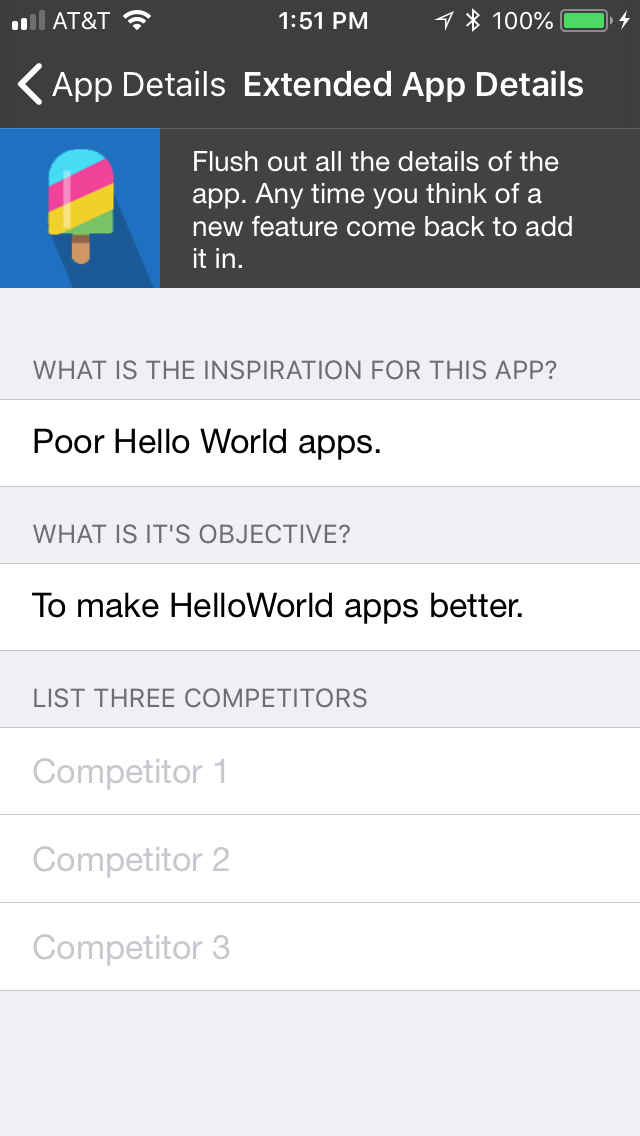 AT&T 1:51 PM 100%
App Details Extended App Details
Flush out all the details of the
app. Any time you think of a
new feature come back to add
it in.
WHAT IS THE INSPIRATION FOR THIS APP?
Poor Hello World apps.
WHAT IS IT'S OBJECTIVE?
To make HelloWorld apps better.
LIST THREE COMPETITORS
Competitor 1
Competitor 2
Competitor 3